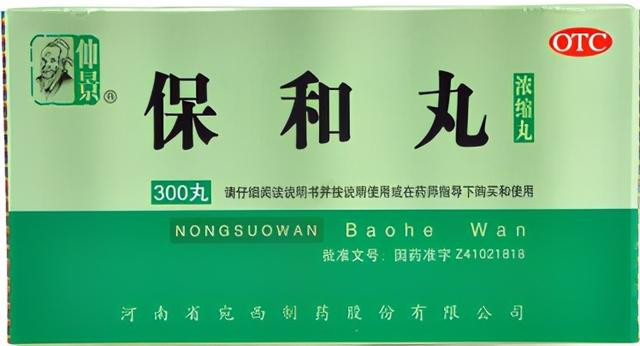 OTC
仲景®
保和丸
浓缩丸
300丸 请仔细阅读说明书并按说明使用或在药师指导下购买和使用
NONGSUOWAN Baohe Wan
批准文号：国药准字Z41021818
河南省宛西制药股份有限公司